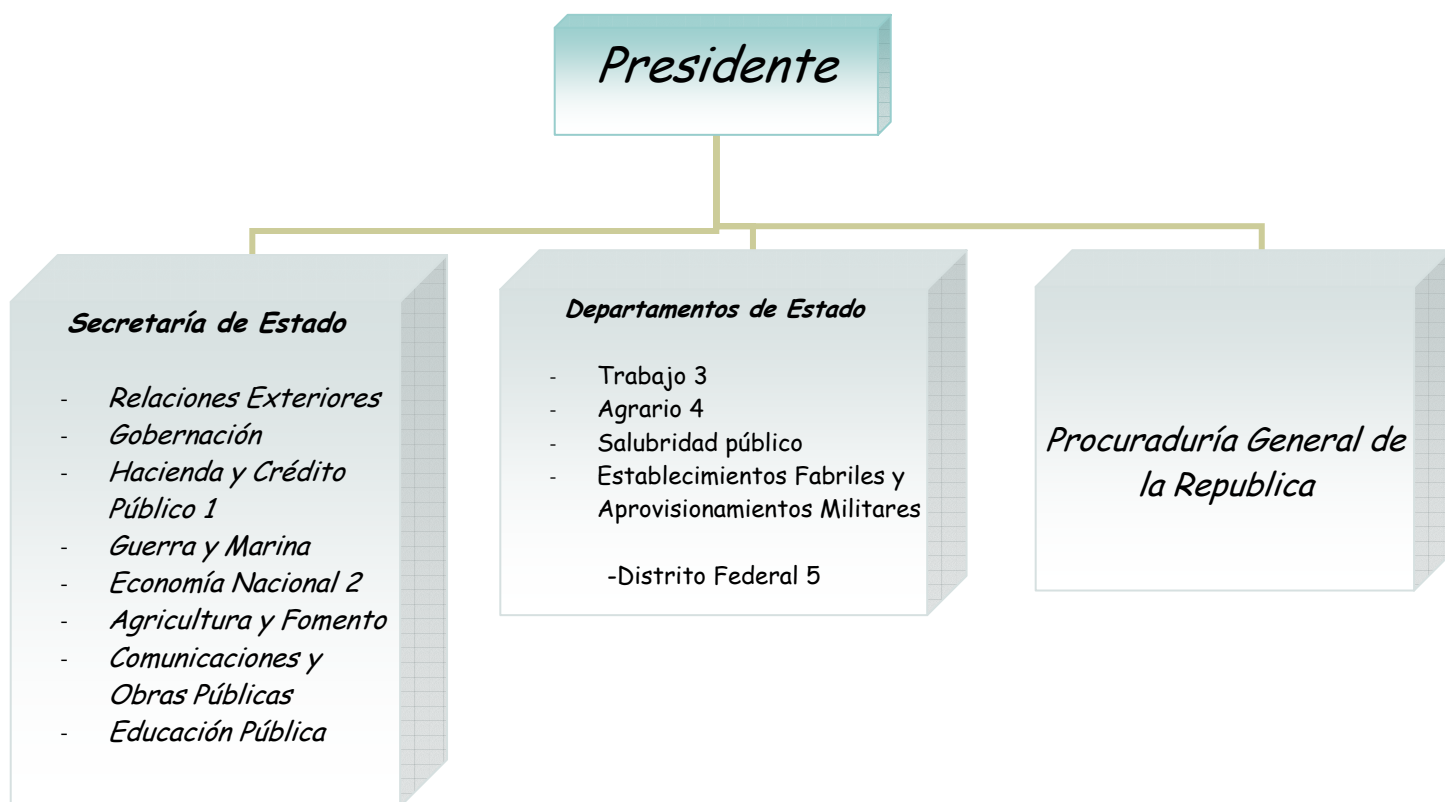 Presidente
Secretaría de Estado
- Relaciones Exteriores
- Gobernación
- Hacienda y Crédito
Público 1
- Guerra y Marina
- Economía Nacional 2
- Agricultura y Fomento
- Comunicaciones y
Obras Públicas
- Educación Pública
Departamentos de Estado
- Trabajo 3
- Agrario 4
- Salubridad público
- Establecimientos Fabriles y
Aprovisionamientos Militares
-Distrito Federal 5
Procuraduría General de
la Republica